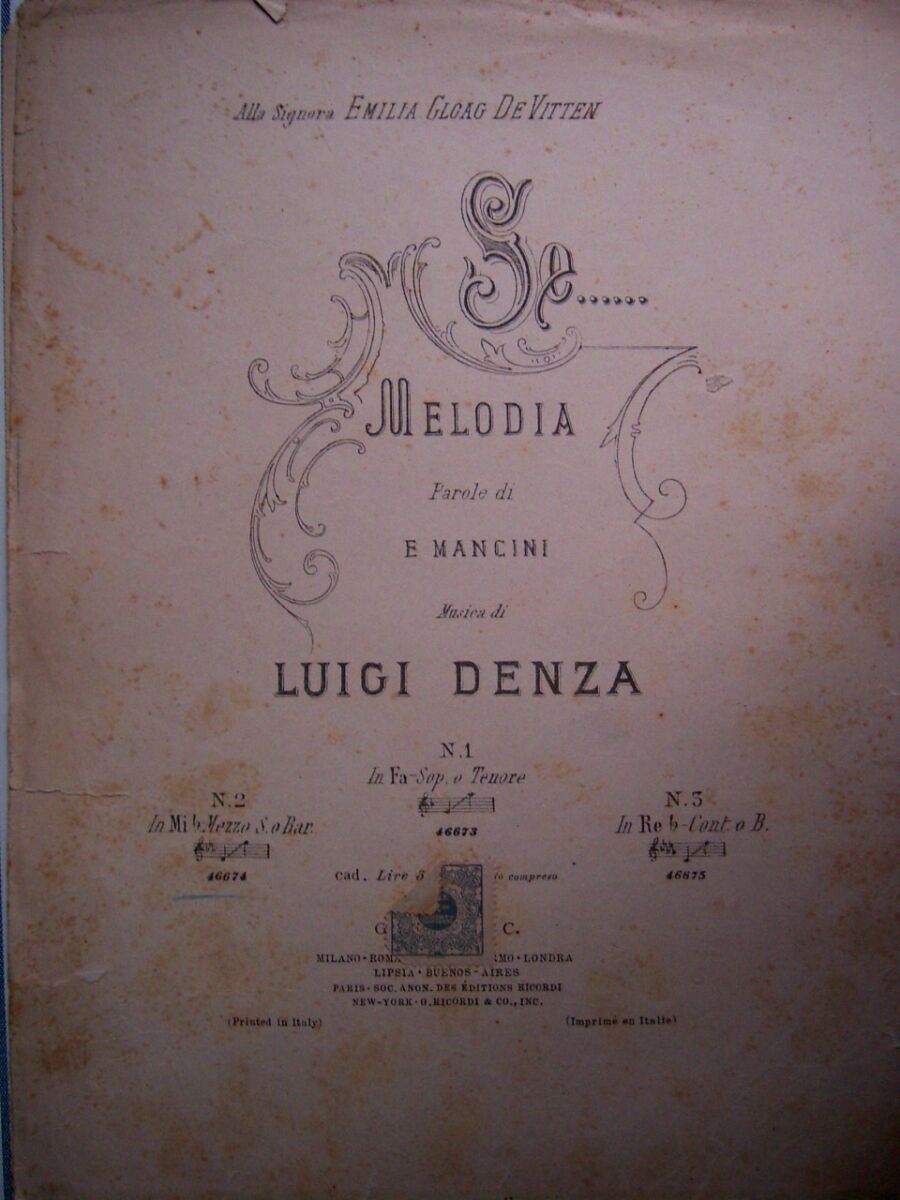 Alla Signora EMILIA GLOAG DE VITTEN
Se......
MELODIA
Parole di
E MANCINI
Musica di
LUIGI DENZA
N.1
In Fa-Sop. o Tenore
46673
N.2
In Mi b-Mezzo S. o Bar.
46674
N.3
In Re b-Cont. o B.
46675
cad. Lire compreso
G C.
MILANO · LONDRA
LIPSIA · BUENOS-AIRES
PARIS · SOC. ANON. DES ÉDITIONS RICORDI
NEW-YORK · G. RICORDI & CO., INC.
(Printed in Italy)
(Imprimé en Italie)